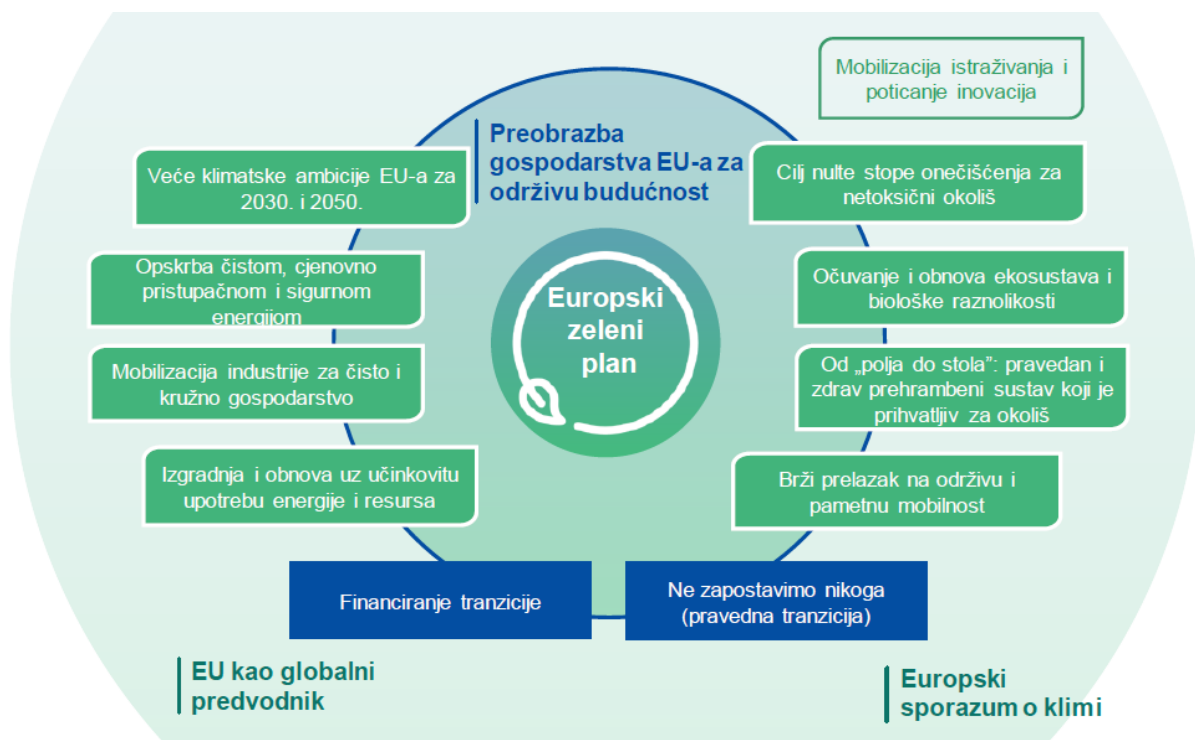 Mobilizacija istraživanja i
poticanje inovacija
Preobrazba
gospodarstva EU-a za
održivu budućnost
Veće klimatske ambicije EU-a za
2030. i 2050.
Cilj nulte stope onečišćenja za
netoksični okoliš
Opskrba čistom, cjenovno
pristupačnom i sigurnom
energijom
Očuvanje i obnova ekosustava i
biološke raznolikosti
Europski
zeleni
plan
Mobilizacija industrije za čisto i
kružno gospodarstvo
Od „polja do stola”: pravedan i
zdrav prehrambeni sustav koji je
prihvatljiv za okoliš
Izgradnja i obnova uz učinkovitu
upotrebu energije i resursa
Brži prelazak na održivu i
pametnu mobilnost
Financiranje tranzicije
Ne zapostavimo nikoga
(pravedna tranzicija)
EU kao globalni
predvodnik
Europski
sporazum o klimi